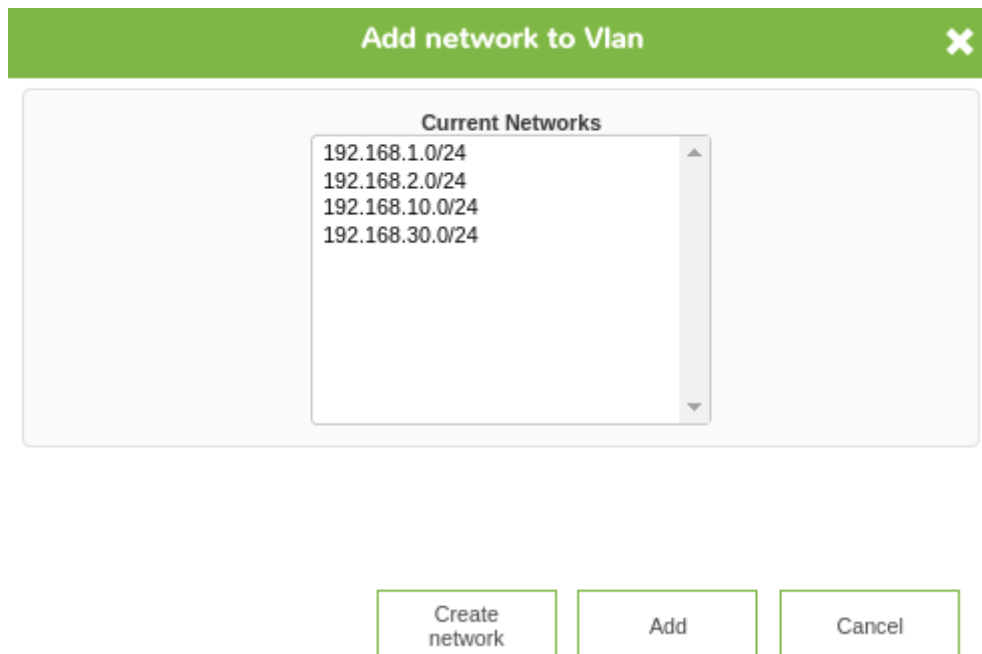 Add network to Vlan
Current Networks
192.168.1.0/24
192.168.2.0/24
192.168.10.0/24
192.168.30.0/24
Create
network
Add
Cancel